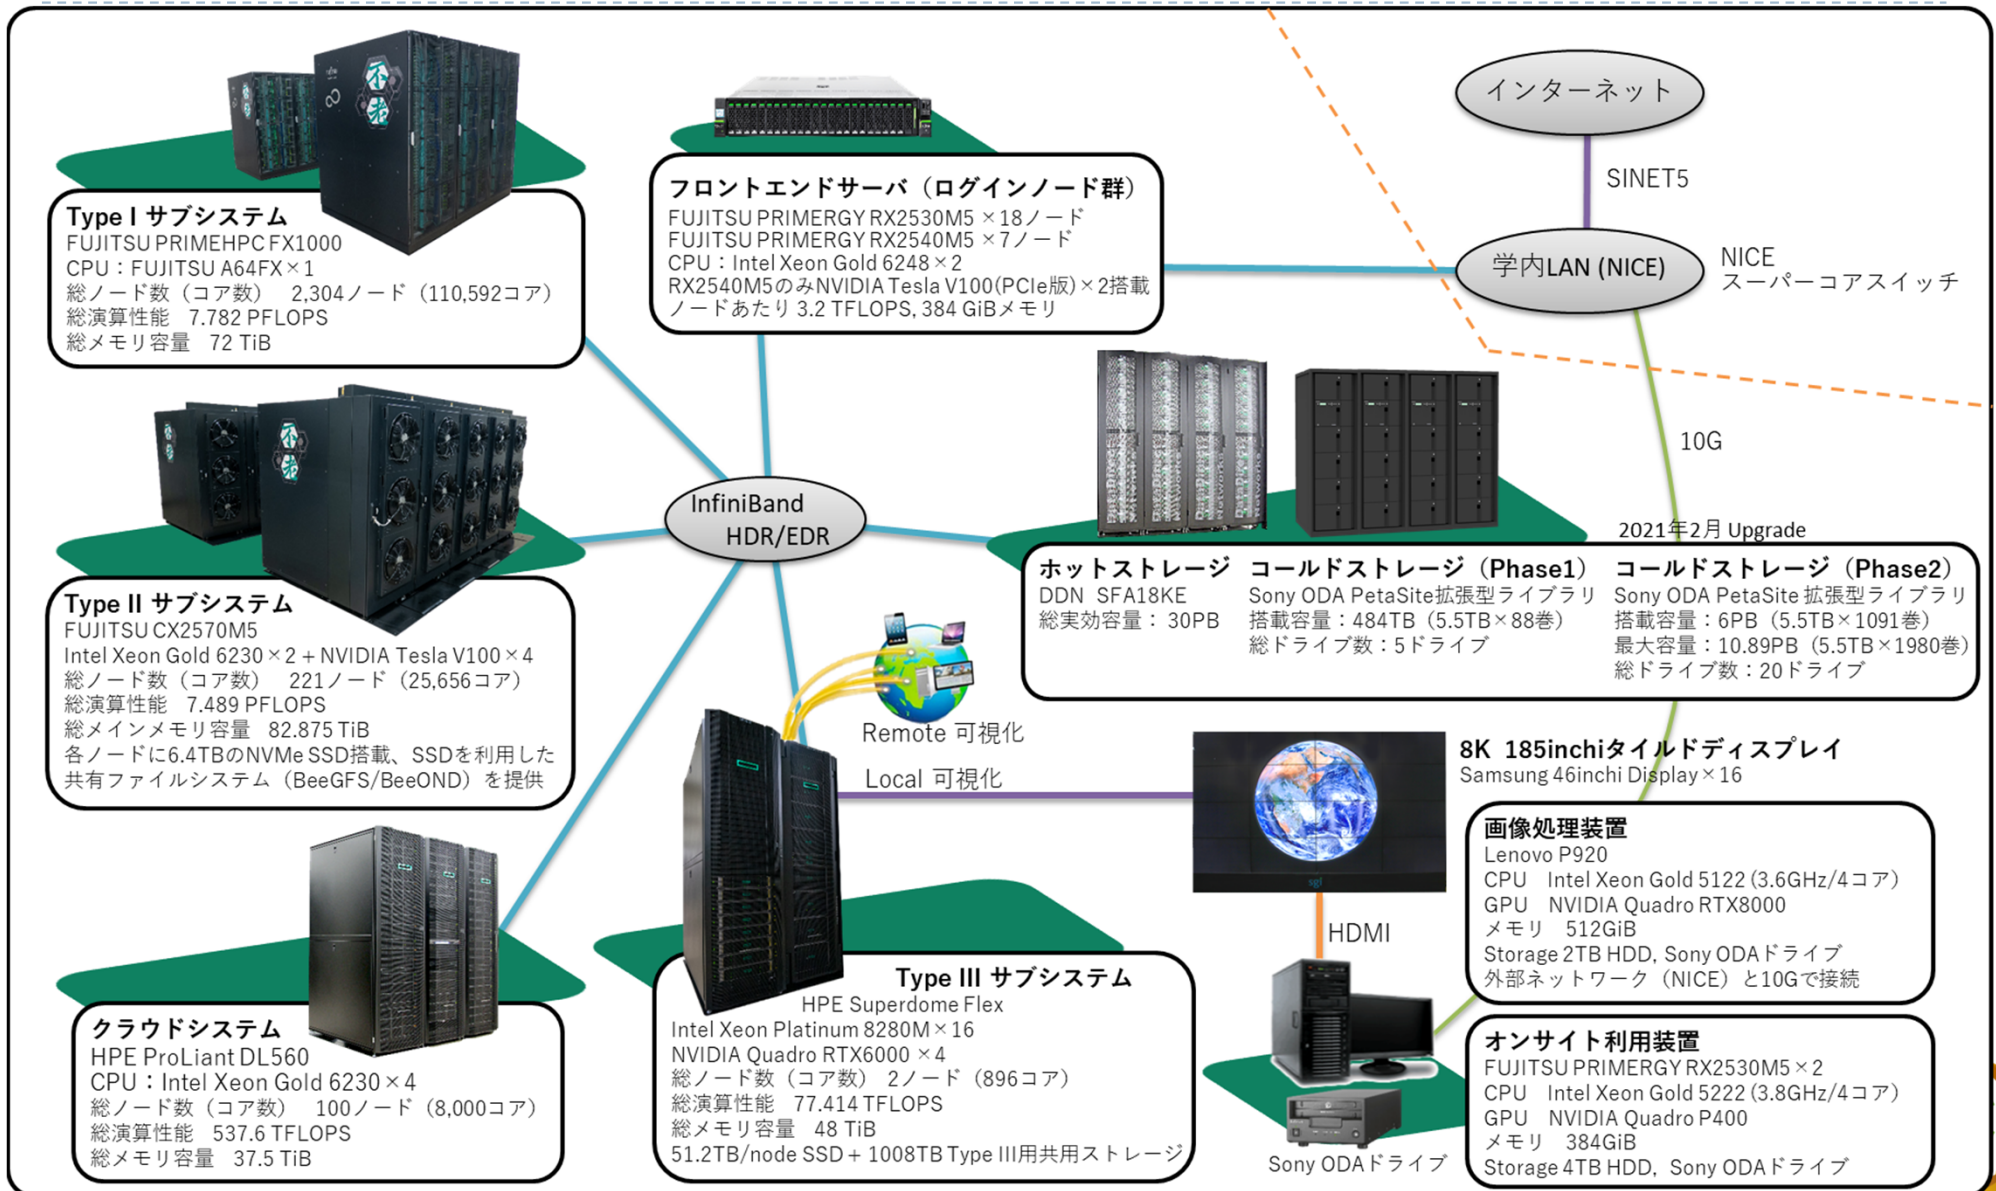 不老
Type I サブシステム
FUJITSU PRIMEHPC FX1000
CPU：FUJITSU A64FX×1
総ノード数（コア数） 2,304ノード（110,592コア）
総演算性能 7.782 PFLOPS
総メモリ容量 72 TiB
フロントエンドサーバ（ログインノード群）
FUJITSU PRIMERGY RX2530M5 ×18ノード
FUJITSU PRIMERGY RX2540M5 ×7ノード
CPU：Intel Xeon Gold 6248×2
RX2540M5のみNVIDIA Tesla V100(PCIe版)×2搭載
ノードあたり 3.2 TFLOPS, 384 GiBメモリ
インターネット
SINET5
学内LAN (NICE)
NICE
スーパーコアスイッチ
10G
不老
Type II サブシステム
FUJITSU CX2570M5
Intel Xeon Gold 6230×2 + NVIDIA Tesla V100×4
総ノード数（コア数） 221ノード（25,656コア）
総演算性能 7.489 PFLOPS
総メインメモリ容量 82.875 TiB
各ノードに6.4TBのNVMe SSD搭載、SSDを利用した
共有ファイルシステム（BeeGFS/BeeOND）を提供
InfiniBand
HDR/EDR
2021年2月 Upgrade
ホットストレージ
DDN SFA18KE
総実効容量： 30PB
コールドストレージ（Phase1）
Sony ODA PetaSite拡張型ライブラリ
搭載容量：484TB（5.5TB×88巻）
総ドライブ数：5ドライブ
コールドストレージ（Phase2）
Sony ODA PetaSite 拡張型ライブラリ
搭載容量：6PB（5.5TB×1091巻）
最大容量：10.89PB（5.5TB×1980巻）
総ドライブ数：20ドライブ
Remote 可視化
Local 可視化
8K 185inchiタイルドディスプレイ
Samsung 46inchi Display×16
sgi
HDMI
画像処理装置
Lenovo P920
CPU Intel Xeon Gold 5122 (3.6GHz/4コア)
GPU NVIDIA Quadro RTX8000
メモリ 512GiB
Storage 2TB HDD, Sony ODAドライブ
外部ネットワーク（NICE）と10Gで接続
クラウドシステム
HPE ProLiant DL560
CPU：Intel Xeon Gold 6230×4
総ノード数（コア数） 100ノード（8,000コア）
総演算性能 537.6 TFLOPS
総メモリ容量 37.5 TiB
Type III サブシステム
HPE Superdome Flex
Intel Xeon Platinum 8280M×16
NVIDIA Quadro RTX6000 ×4
総ノード数（コア数） 2ノード（896コア）
総演算性能 77.414 TFLOPS
総メモリ容量 48 TiB
51.2TB/node SSD + 1008TB Type III用共用ストレージ
Sony ODAドライブ
オンサイト利用装置
FUJITSU PRIMERGY RX2530M5×2
CPU Intel Xeon Gold 5222 (3.8GHz/4コア)
GPU NVIDIA Quadro P400
メモリ 384GiB
Storage 4TB HDD, Sony ODAドライブ